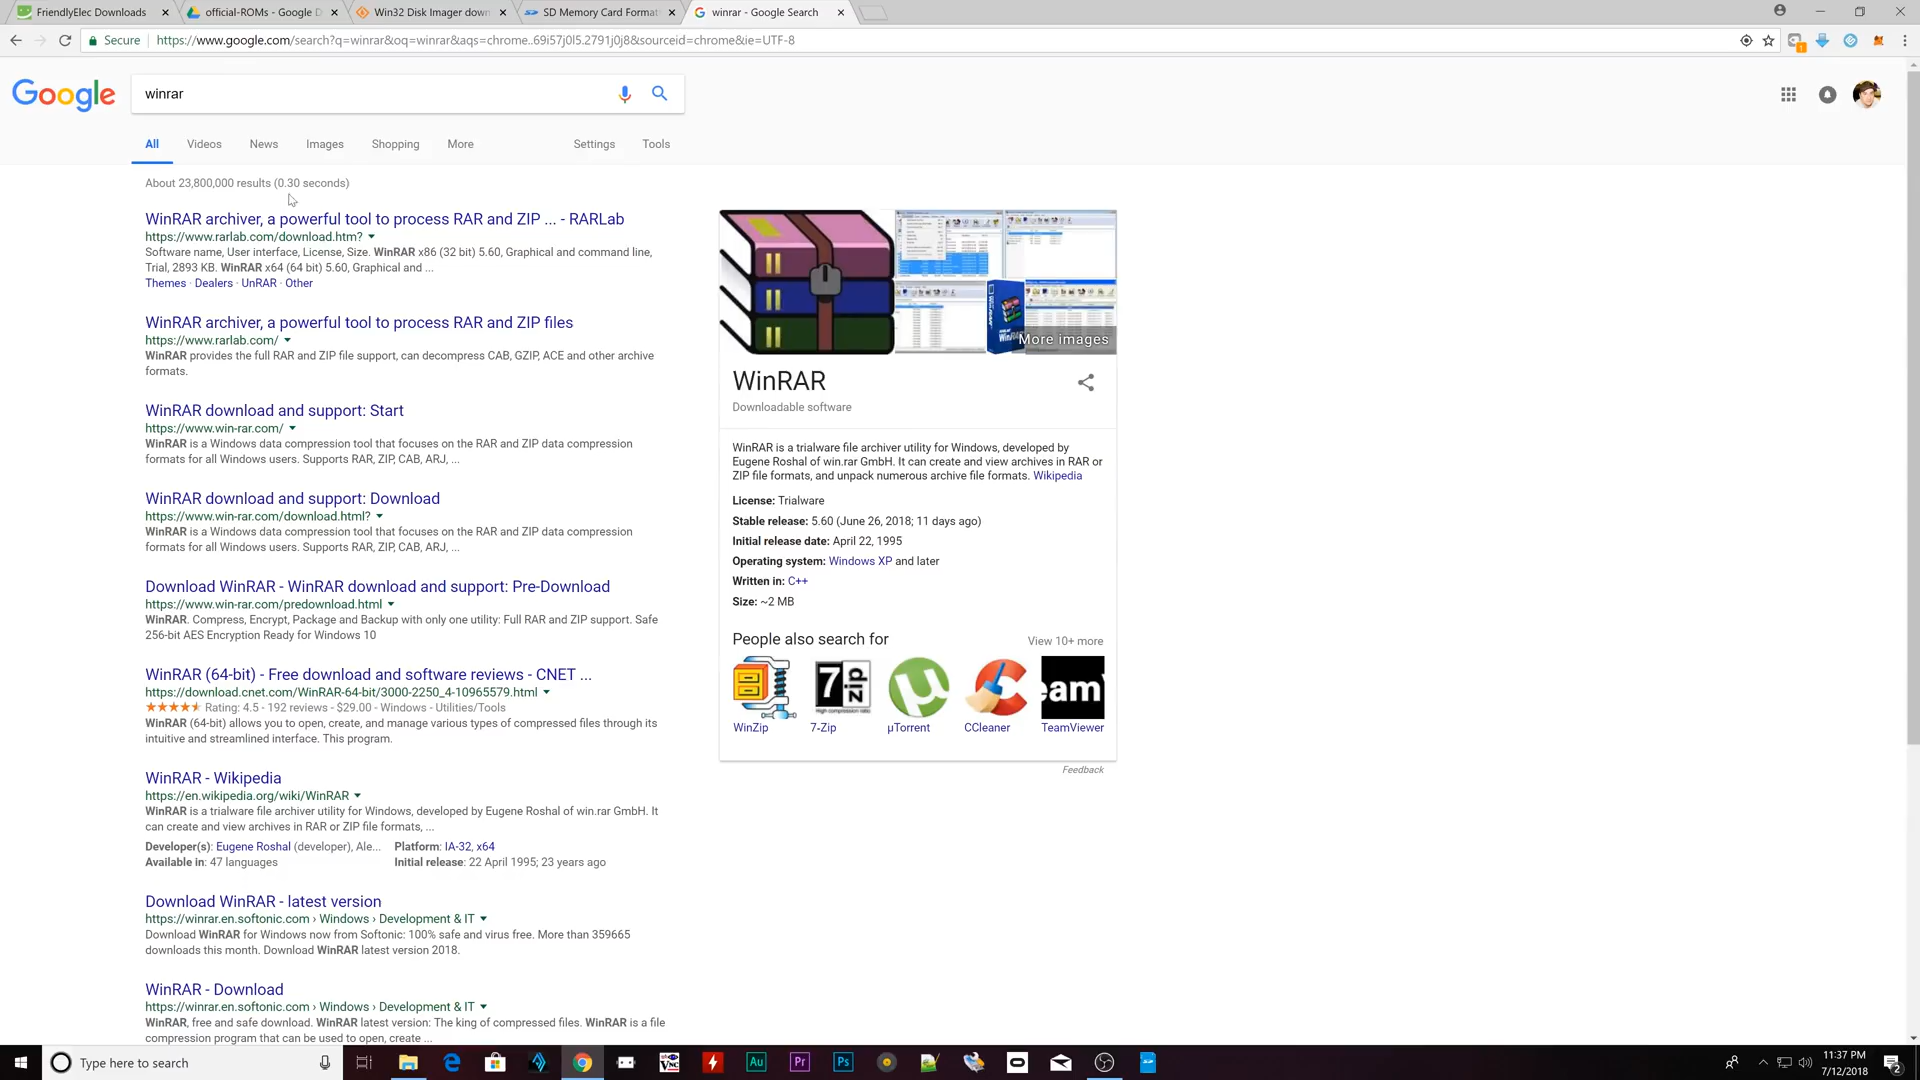 FriendlyElec Downloads
official-ROMs - Google D
Win32 Disk Imager down
SD Memory Card Format
winrar - Google Search
Secure
https://www.google.com/search?q=winrar&oq=winrar&aqs=chrome..69i57j0l5.2791j0j8&sourceid=chrome&ie=UTF-8
Google
winrar
All
Videos
News
Images
Shopping
More
Settings
Tools
About 23,800,000 results (0.30 seconds)
WinRAR archiver, a powerful tool to process RAR and ZIP ... - RARLab
https://www.rarlab.com/download.htm?
Software name, User interface, License, Size. WinRAR x86 (32 bit) 5.60, Graphical and command line,
Trial, 2893 KB. WinRAR x64 (64 bit) 5.60, Graphical and ...
Themes · Dealers · UnRAR · Other
WinRAR archiver, a powerful tool to process RAR and ZIP files
https://www.rarlab.com/
WinRAR provides the full RAR and ZIP file support, can decompress CAB, GZIP, ACE and other archive
formats.
WinRAR download and support: Start
https://www.win-rar.com/
WinRAR is a Windows data compression tool that focuses on the RAR and ZIP data compression
formats for all Windows users. Supports RAR, ZIP, CAB, ARJ, ...
WinRAR download and support: Download
https://www.win-rar.com/download.html?
WinRAR is a Windows data compression tool that focuses on the RAR and ZIP data compression
formats for all Windows users. Supports RAR, ZIP, CAB, ARJ, ...
Download WinRAR - WinRAR download and support: Pre-Download
https://www.win-rar.com/predownload.html
WinRAR. Compress, Encrypt, Package and Backup with only one utility: Full RAR and ZIP support. Safe
256-bit AES Encryption Ready for Windows 10
WinRAR (64-bit) - Free download and software reviews - CNET ...
https://download.cnet.com/WinRAR-64-bit/3000-2250_4-10965579.html
Rating: 4.5 - 192 reviews - $29.00 - Windows - Utilities/Tools
WinRAR (64-bit) allows you to open, create, and manage various types of compressed files through its
intuitive and streamlined interface. This program.
WinRAR - Wikipedia
https://en.wikipedia.org/wiki/WinRAR
WinRAR is a trialware file archiver utility for Windows, developed by Eugene Roshal of win.rar GmbH. It
can create and view archives in RAR or ZIP file formats, ...
Developer(s): Eugene Roshal (developer), Ale...
Platform: IA-32, x64
Available in: 47 languages
Initial release: 22 April 1995; 23 years ago
Download WinRAR - latest version
https://winrar.en.softonic.com › Windows › Development & IT
Download WinRAR for Windows now from Softonic: 100% safe and virus free. More than 359665
downloads this month. Download WinRAR latest version 2018.
WinRAR - Download
https://winrar.en.softonic.com › Windows › Development & IT
WinRAR, free and safe download. WinRAR latest version: The king of compressed files. WinRAR is a file
compression program that can be used to open, create ...
More images
WinRAR
Downloadable software
WinRAR is a trialware file archiver utility for Windows, developed by
Eugene Roshal of win.rar GmbH. It can create and view archives in RAR or
ZIP file formats, and unpack numerous archive file formats. Wikipedia
License: Trialware
Stable release: 5.60 (June 26, 2018; 11 days ago)
Initial release date: April 22, 1995
Operating system: Windows XP and later
Written in: C++
Size: ~2 MB
People also search for
View 10+ more
7 zip
eam
WinZip
7-Zip
µTorrent
CCleaner
TeamViewer
Feedback
Type here to search
Au
Pr
Ps
11:37 PM
7/12/2018
2